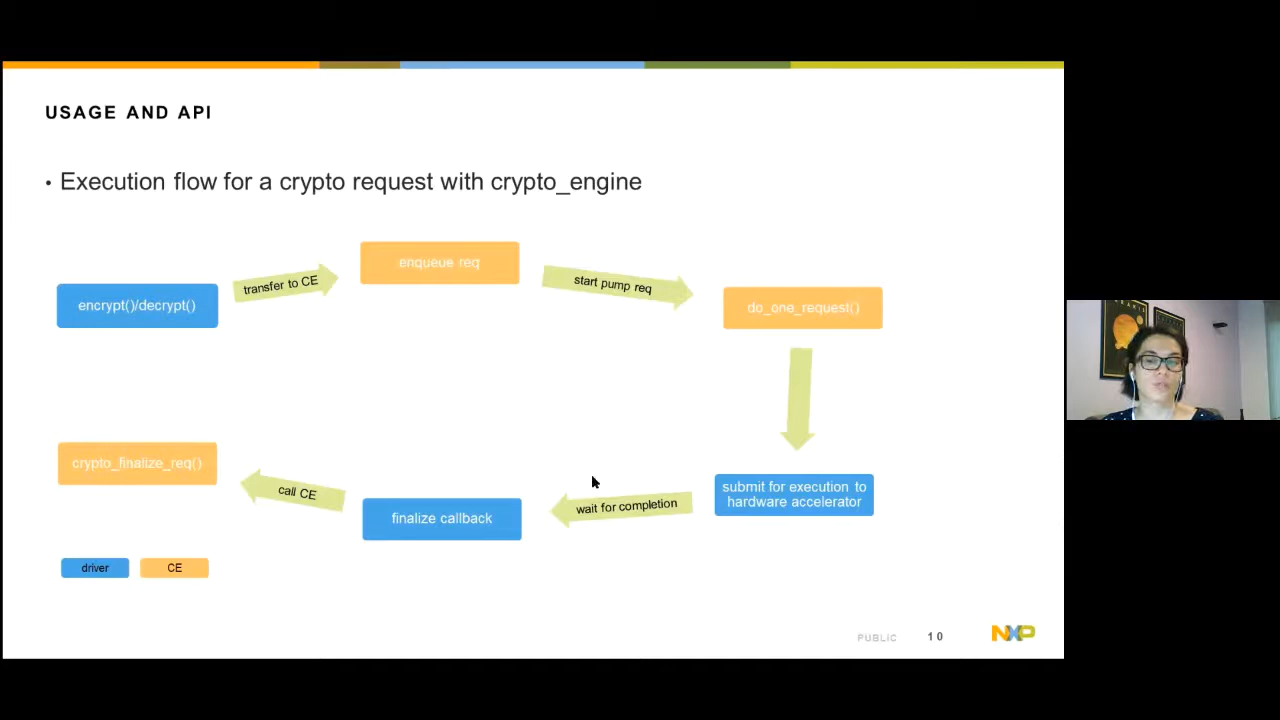 USAGE AND API
• Execution flow for a crypto request with crypto_engine
enqueue req
transfer to CE
start pump req
encrypt()/decrypt()
do_one_request()
crypto_finalize_req()
call CE
submit for execution to
hardware accelerator
wait for completion
finalize callback
driver
CE
PUBLIC
10
NXP